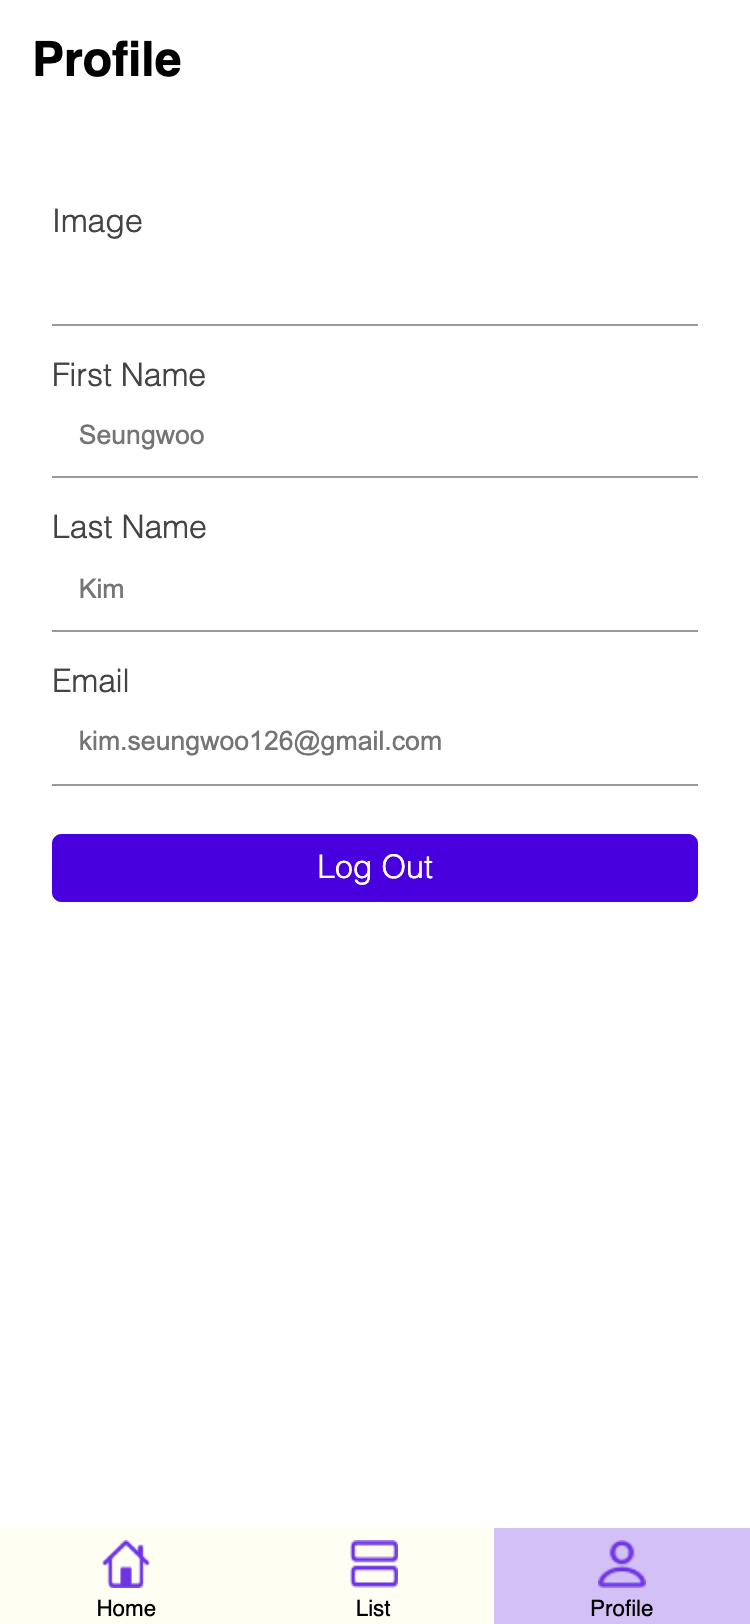 Profile
Image
First Name
Seungwoo
Last Name
Kim
Email
kim.seungwoo126@gmail.com
Log Out
Home
List
Profile